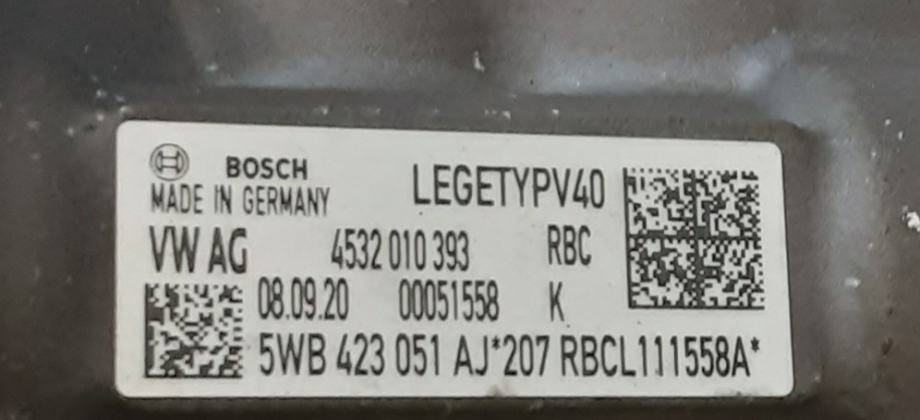 BOSCH LEGETYPV40
MADE IN GERMANY
VW AG 4532 010 393 RBC
08.09.20 00051558 K
5WB 423 051 AJ*207 RBCL111558A*